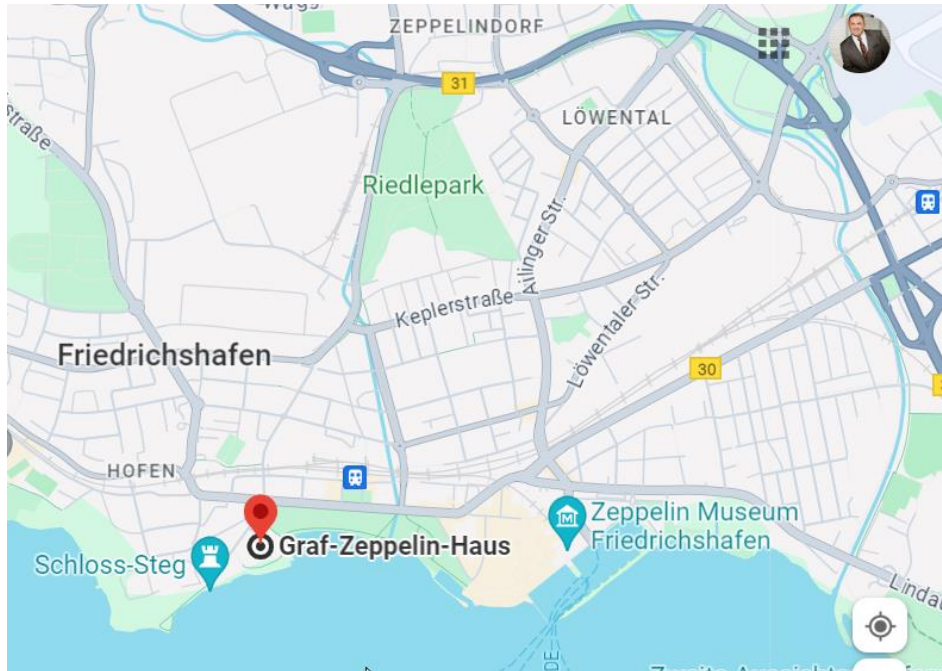 Wags
ZEPPELINDORF
31
LÖWENTAL
straße
Riedlepark
Ailinger Str.
Keplerstraße
Löwentaler Str.
Friedrichshafen
30
HOFEN
Zeppelin Museum
Friedrichshafen
Graf-Zeppelin-Haus
Schloss-Steg